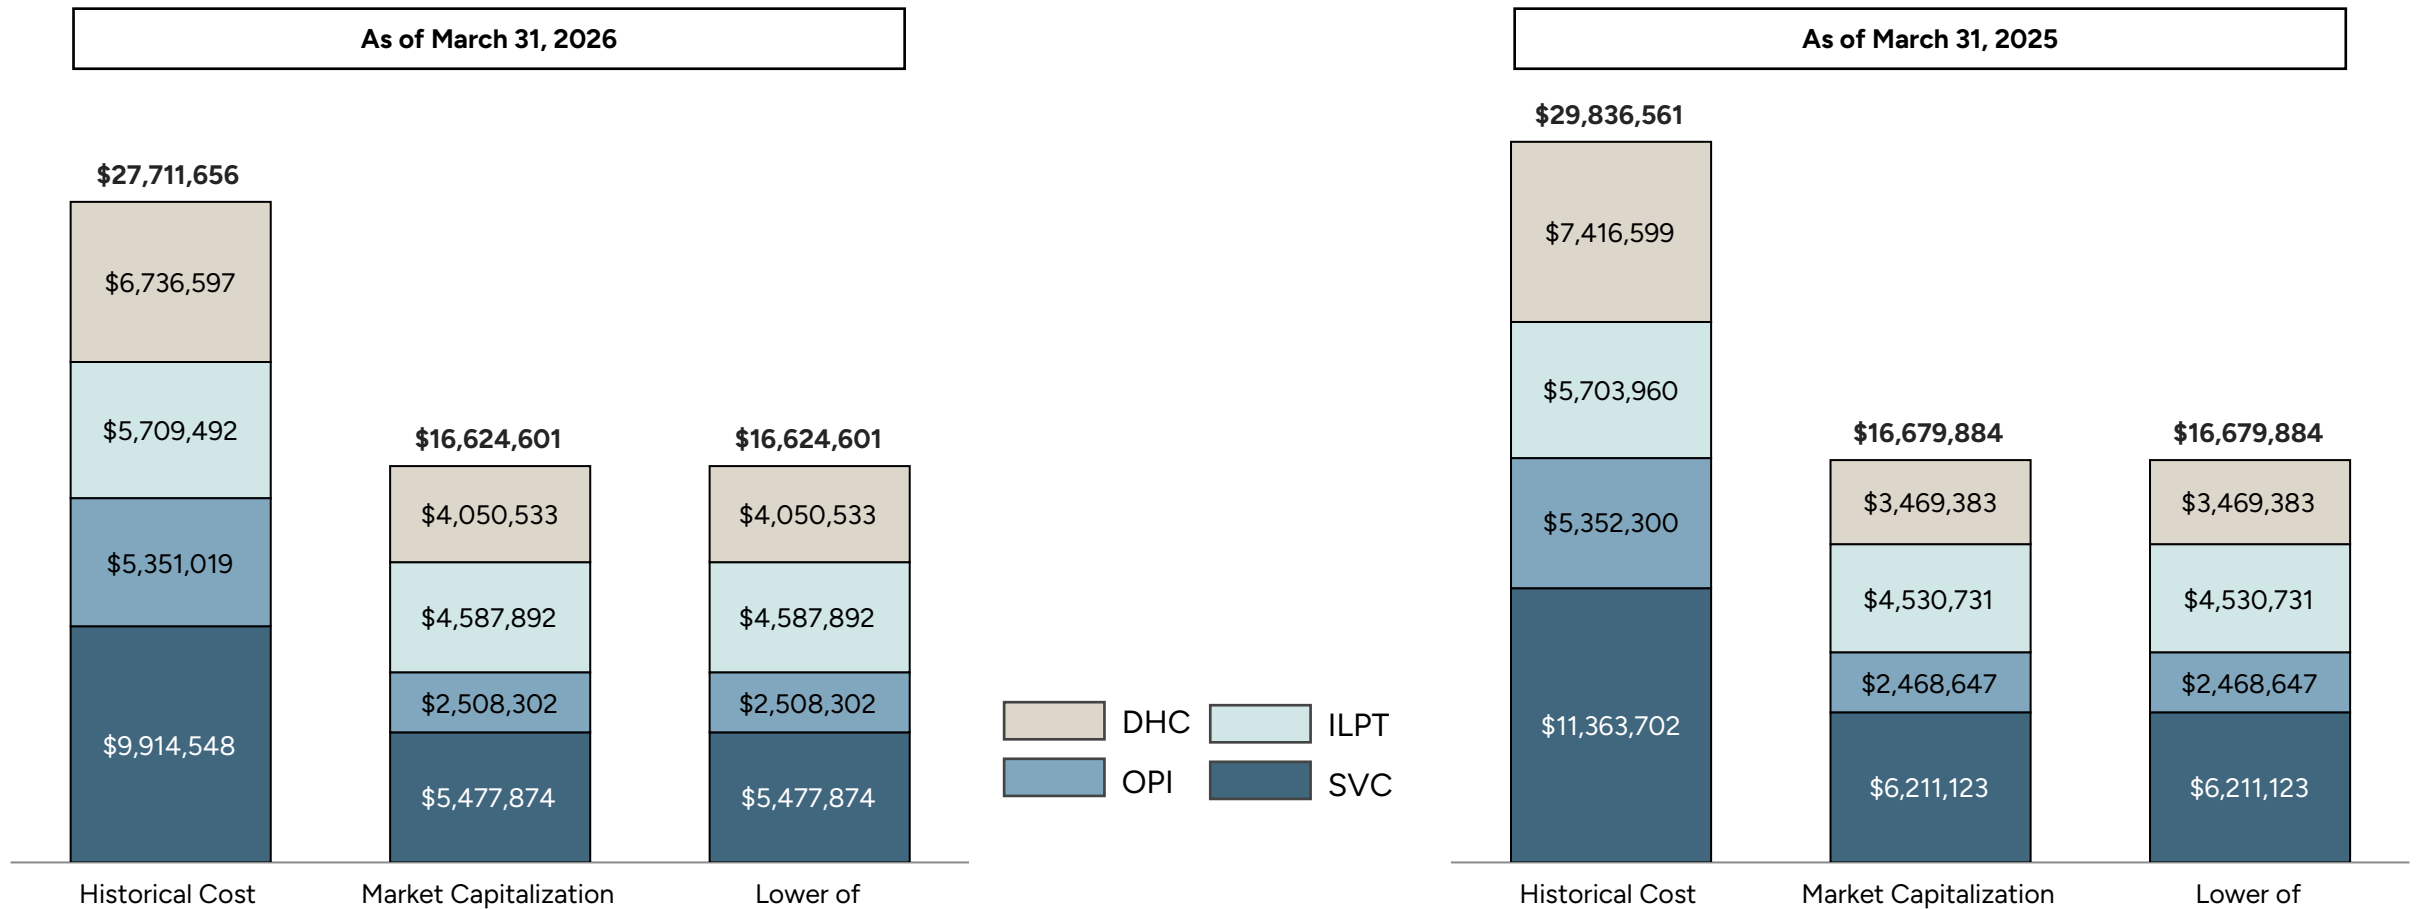 As of March 31, 2026
$27,711,656
$6,736,597
$5,709,492
$5,351,019
$9,914,548
Historical Cost
$16,624,601
$4,050,533
$4,587,892
$2,508,302
$5,477,874
Market Capitalization
$16,624,601
$4,050,533
$4,587,892
$2,508,302
$5,477,874
Lower of
DHC
ILPT
OPI
SVC
As of March 31, 2025
$29,836,561
$7,416,599
$5,703,960
$5,352,300
$11,363,702
Historical Cost
$16,679,884
$3,469,383
$4,530,731
$2,468,647
$6,211,123
Market Capitalization
$16,679,884
$3,469,383
$4,530,731
$2,468,647
$6,211,123
Lower of